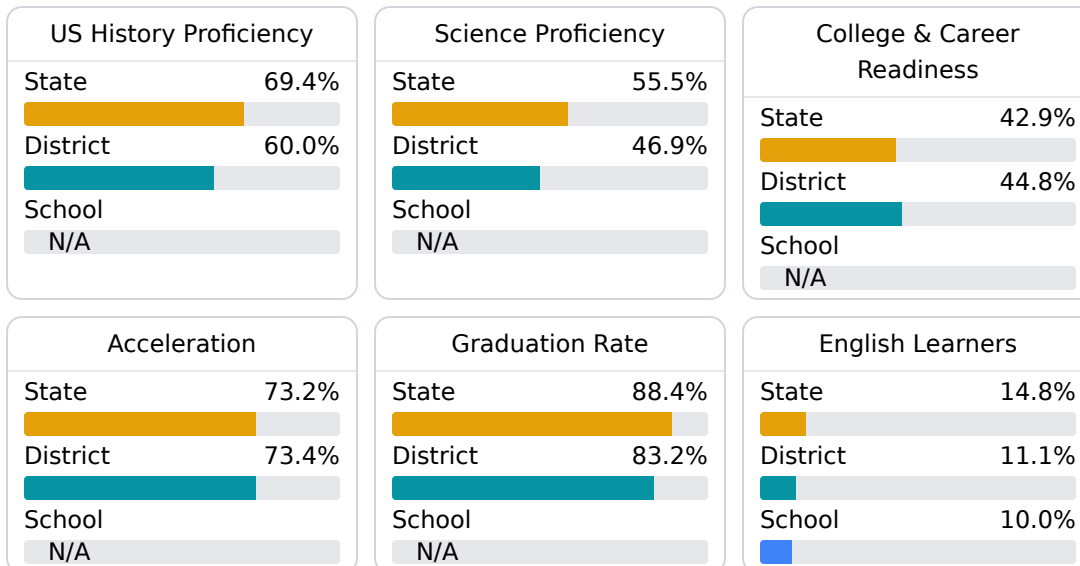 US History Proficiency
State 69.4%
District 60.0%
School
N/A
Science Proficiency
State 55.5%
District 46.9%
School
N/A
College & Career
Readiness
State 42.9%
District 44.8%
School
N/A
Acceleration
State 73.2%
District 73.4%
School
N/A
Graduation Rate
State 88.4%
District 83.2%
School
N/A
English Learners
State 14.8%
District 11.1%
School 10.0%